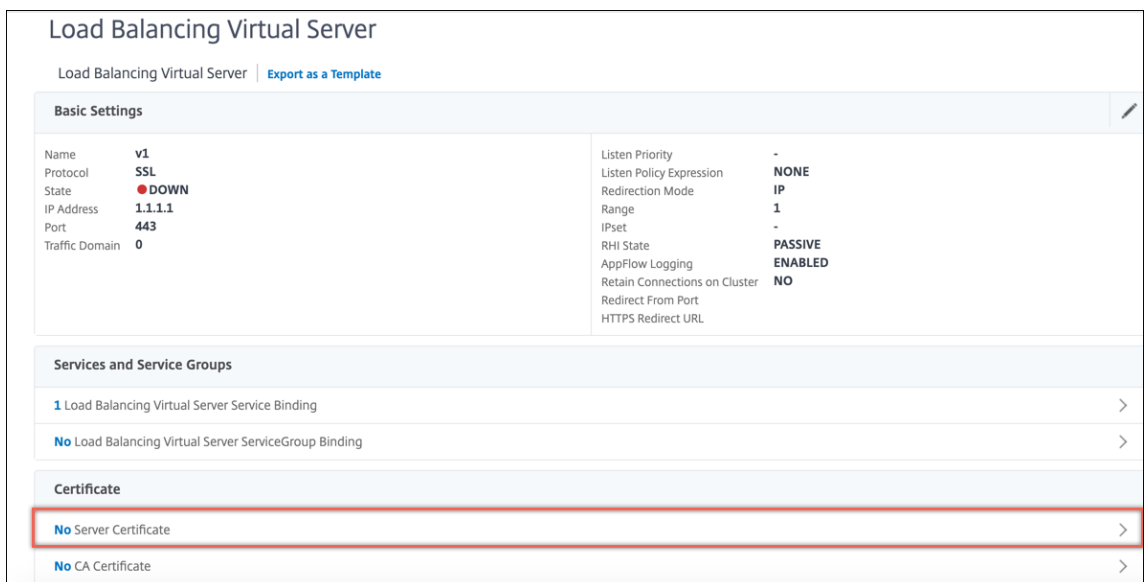 Load Balancing Virtual Server
Load Balancing Virtual Server | Export as a Template
Basic Settings
Name v1
Protocol SSL
State DOWN
IP Address 1.1.1.1
Port 443
Traffic Domain 0
Listen Priority -
Listen Policy Expression NONE
Redirection Mode IP
Range 1
IPset -
RHI State PASSIVE
AppFlow Logging ENABLED
Retain Connections on Cluster NO
Redirect From Port
HTTPS Redirect URL
Services and Service Groups
1 Load Balancing Virtual Server Service Binding
No Load Balancing Virtual Server ServiceGroup Binding
Certificate
No Server Certificate
No CA Certificate